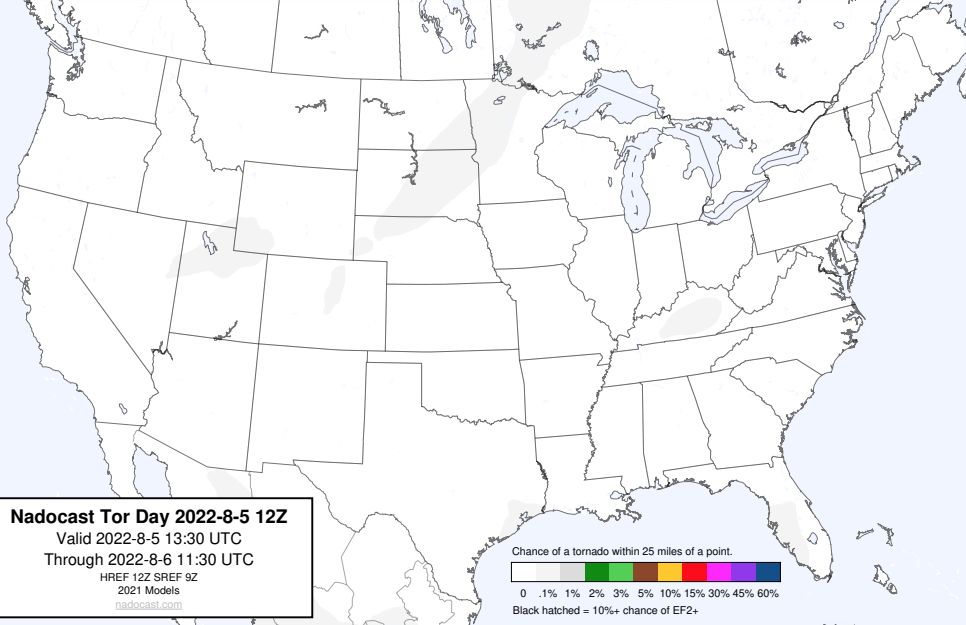 Nadocast Tor Day 2022-8-5 12Z
Valid 2022-8-5 13:30 UTC
Through 2022-8-6 11:30 UTC
HREF 12Z SREF 9Z
2021 Models
nadocast.com
Chance of a tornado within 25 miles of a point.
0 .1% 1% 2% 3% 5% 10% 15% 30% 45% 60%
Black hatched = 10%+ chance of EF2+